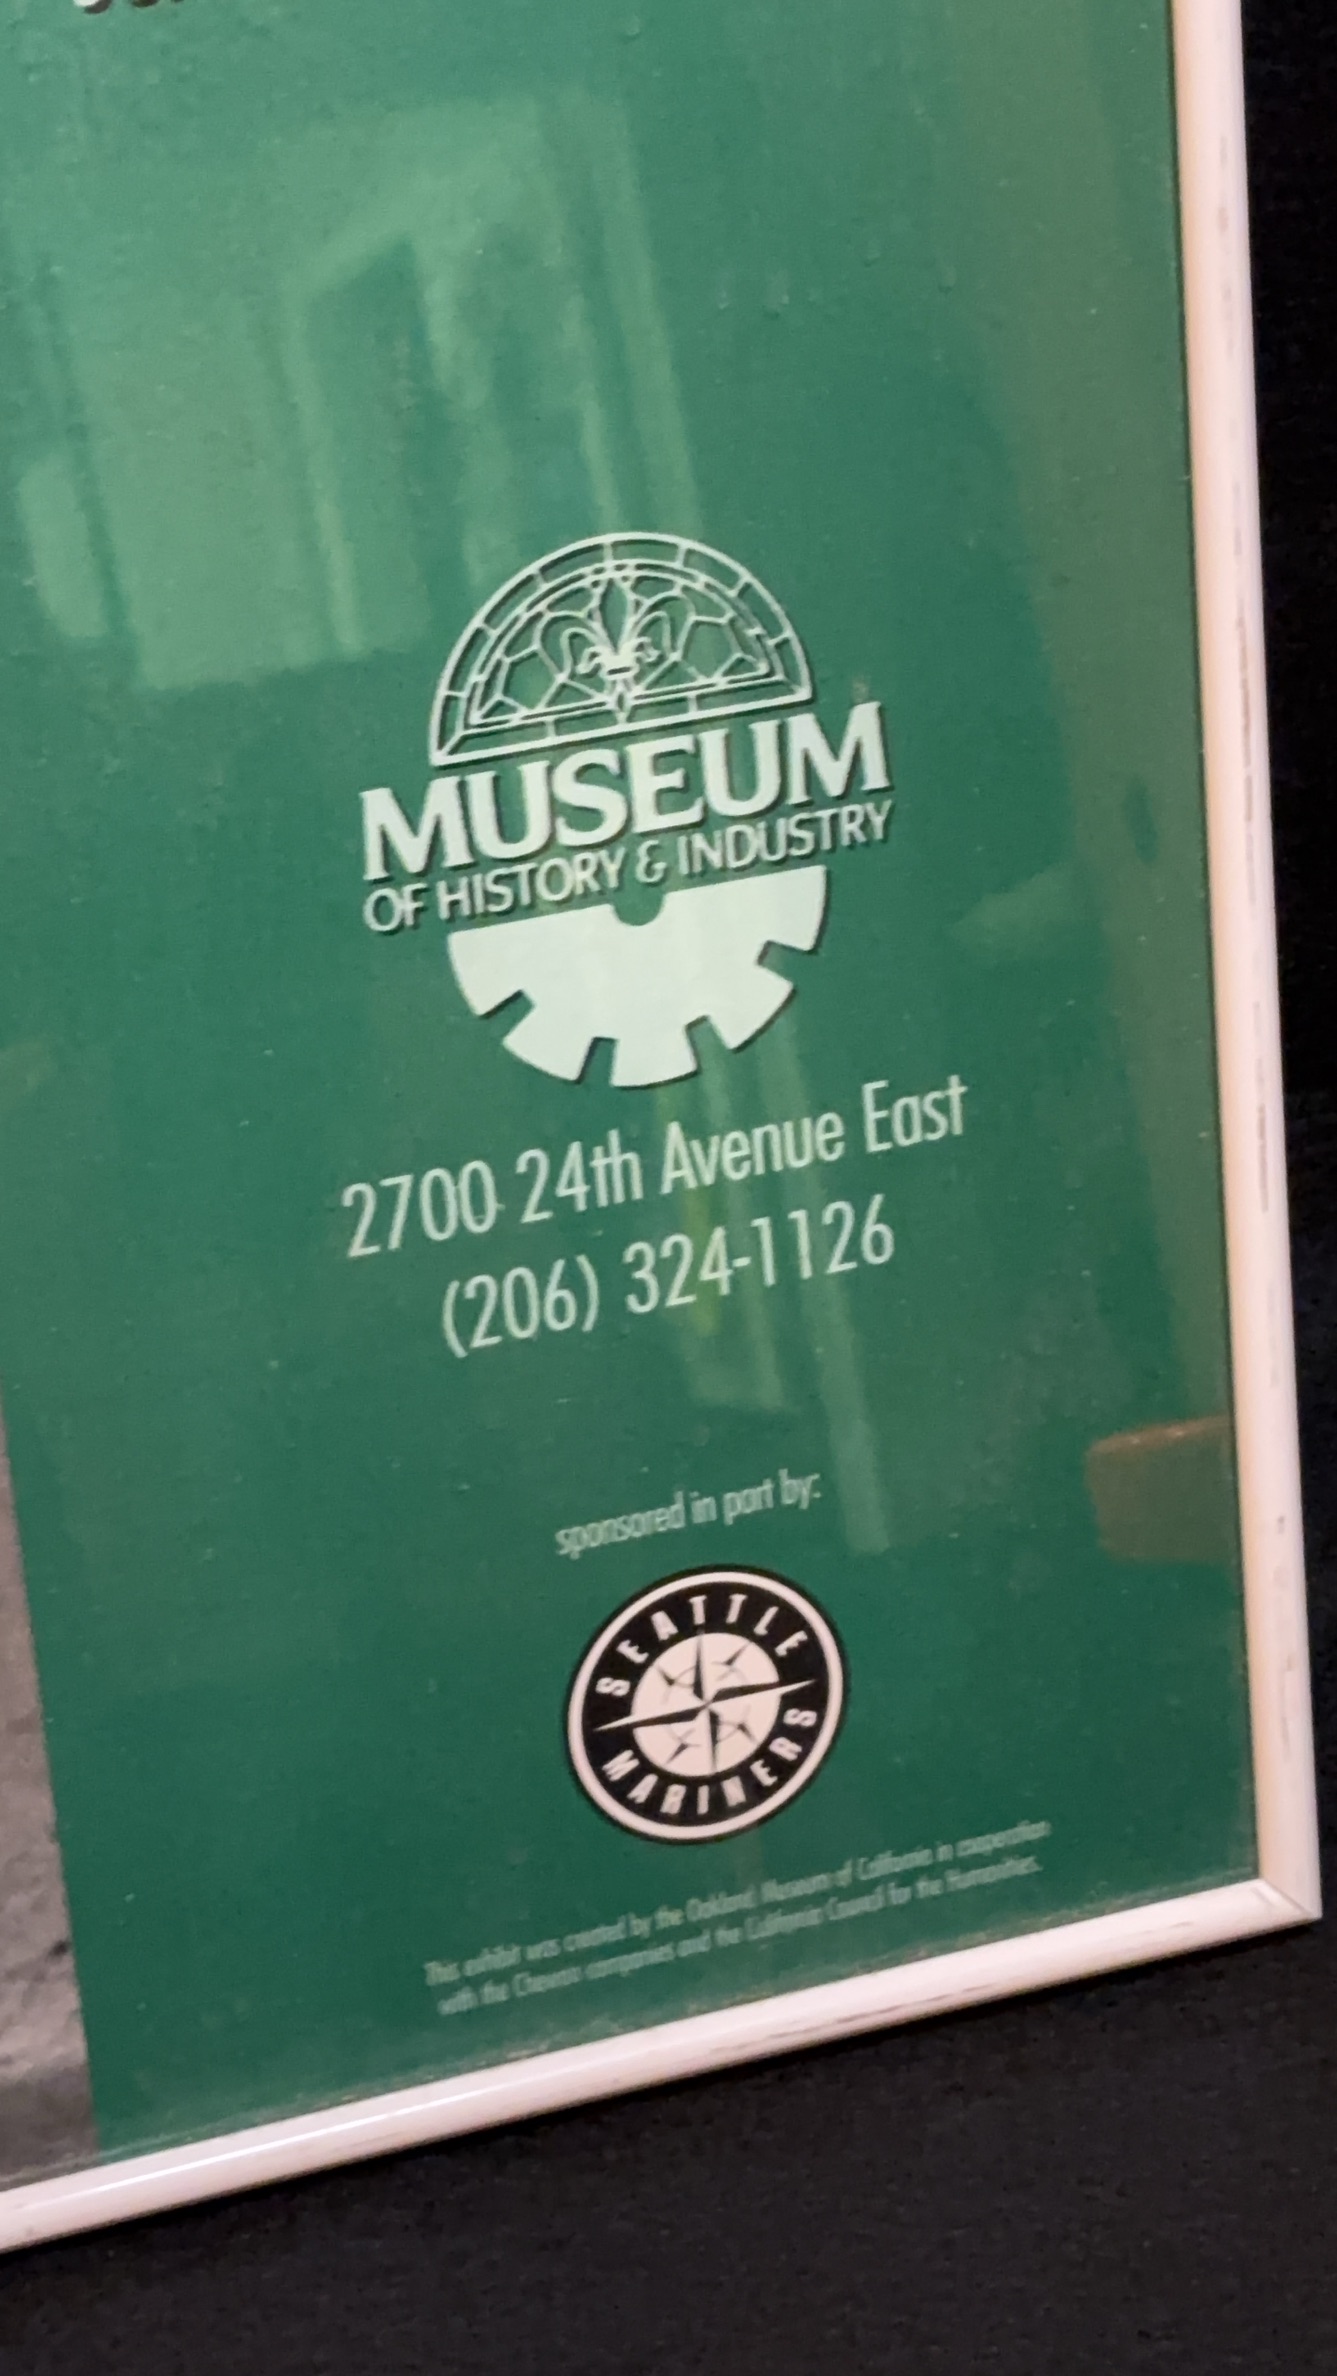 MUSEUM
OF HISTORY & INDUSTRY
2700 24th Avenue East
(206) 324-1126
sponsored in part by:
SEATTLE
MARINERS
This exhibit was created by the Oakland Museum of California in cooperation
with the Chevron companies and the California Council for the Humanities.